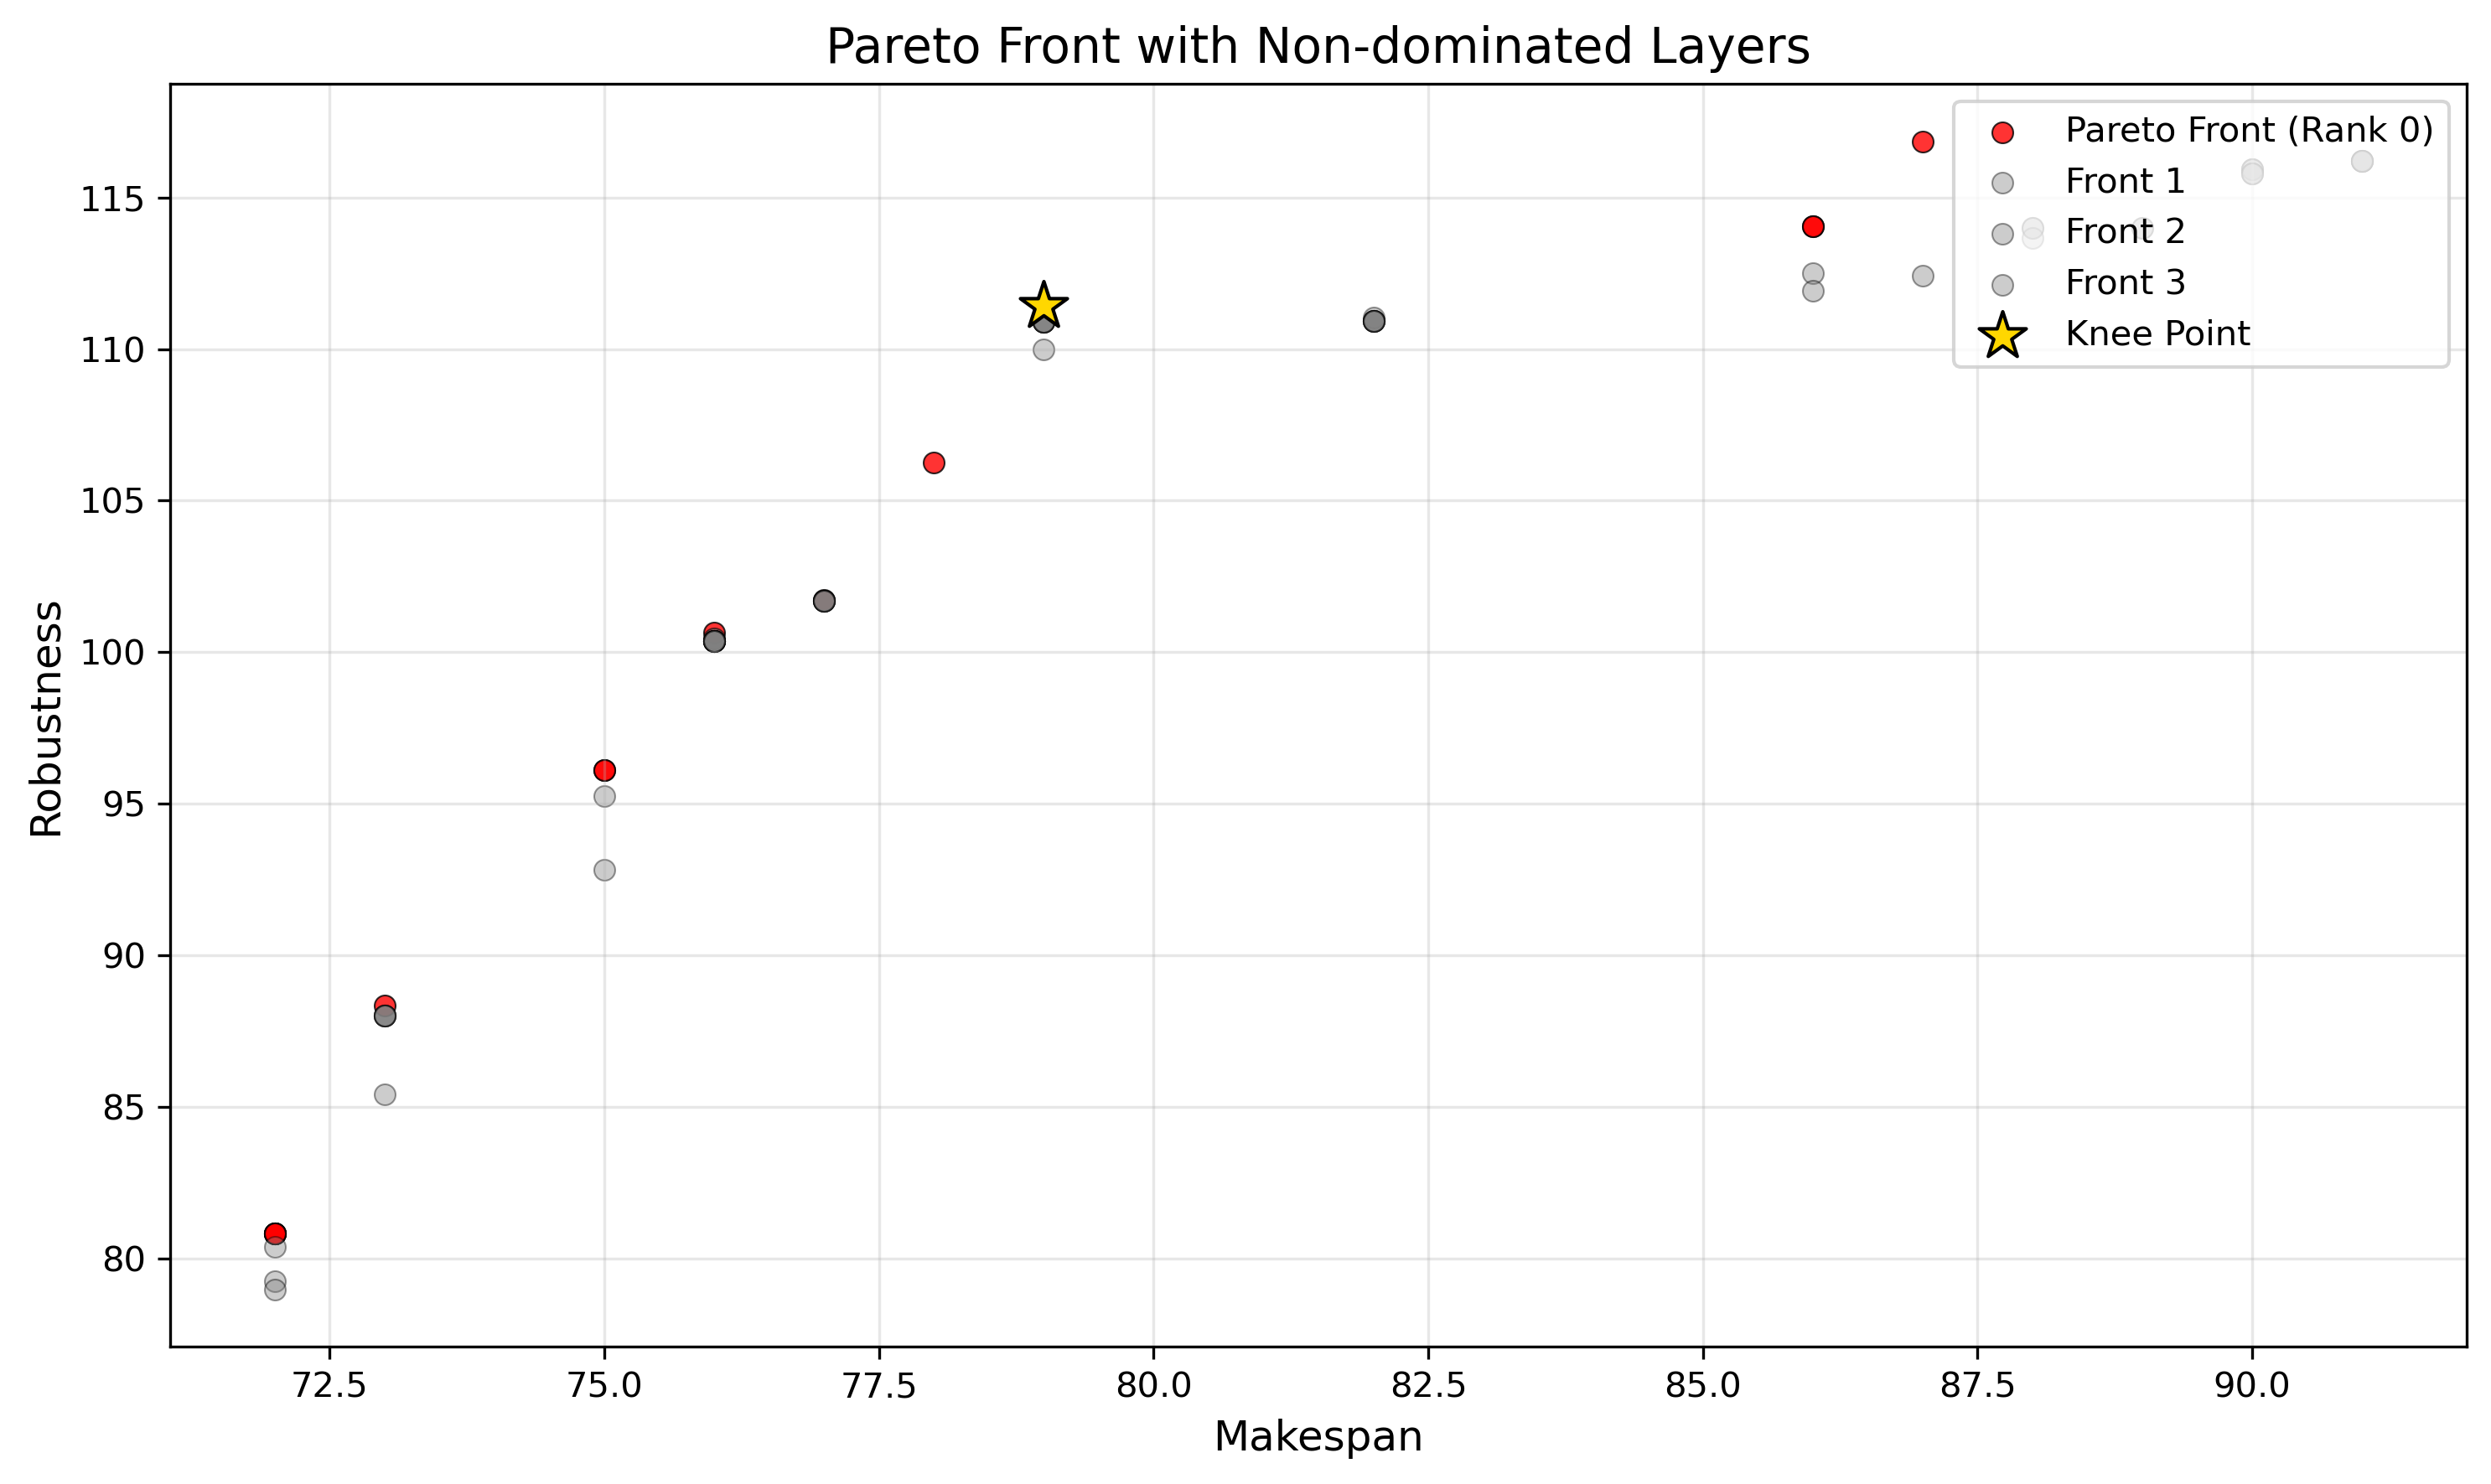 Pareto Front with Non-dominated Layers
Pareto Front (Rank 0)
Front 1
Front 2
Front 3
Knee Point
Robustness
115
110
105
100
95
90
85
80
72.5
75.0
77.5
80.0
82.5
85.0
87.5
90.0
Makespan